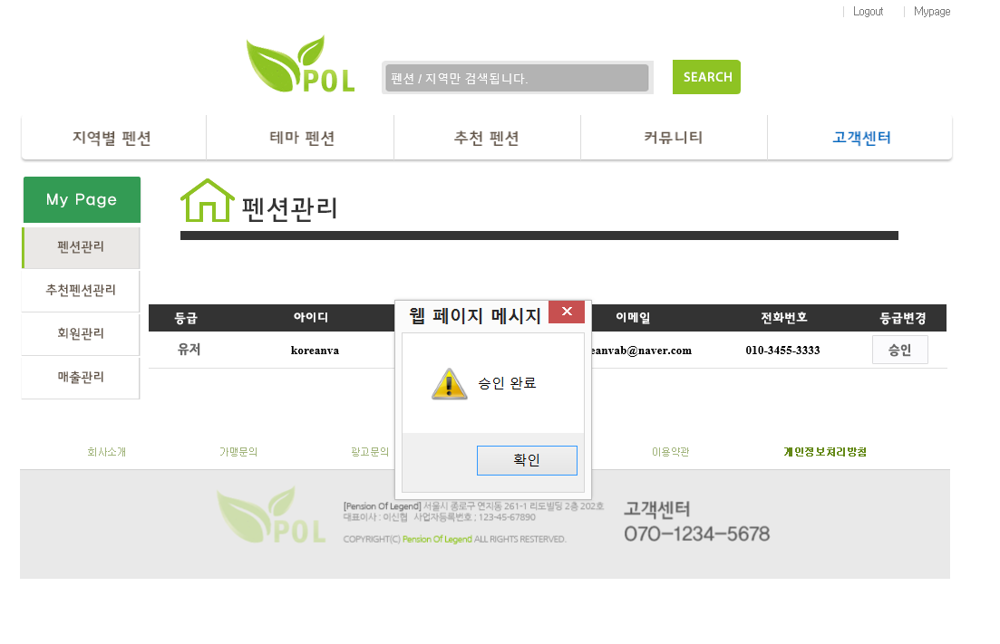 Logout
Mypage
POL
펜션 / 지역만 검색됩니다.
SEARCH
지역별 펜션
테마 펜션
추천 펜션
커뮤니티
고객센터
My Page
펜션관리
추천펜션관리
회원관리
매출관리
펜션관리
등급 아이디 이메일 전화번호 등급변경
유저 koreanva eanvab@naver.com 010-3455-3333 승인
웹 페이지 메시지
승인 완료
확인
회사소개 가맹문의 광고문의 이용약관 개인정보처리방침
POL
[Pension Of Legend] 서울시 종로구 연지동 261-1 리도빌딩 2층 202호
대표이사 : 이신협 사업자등록번호 ; 123-45-67890
COPYRIGHT(C) Pension Of Legend ALL RIGHTS RESTERVED.
고객센터
070-1234-5678